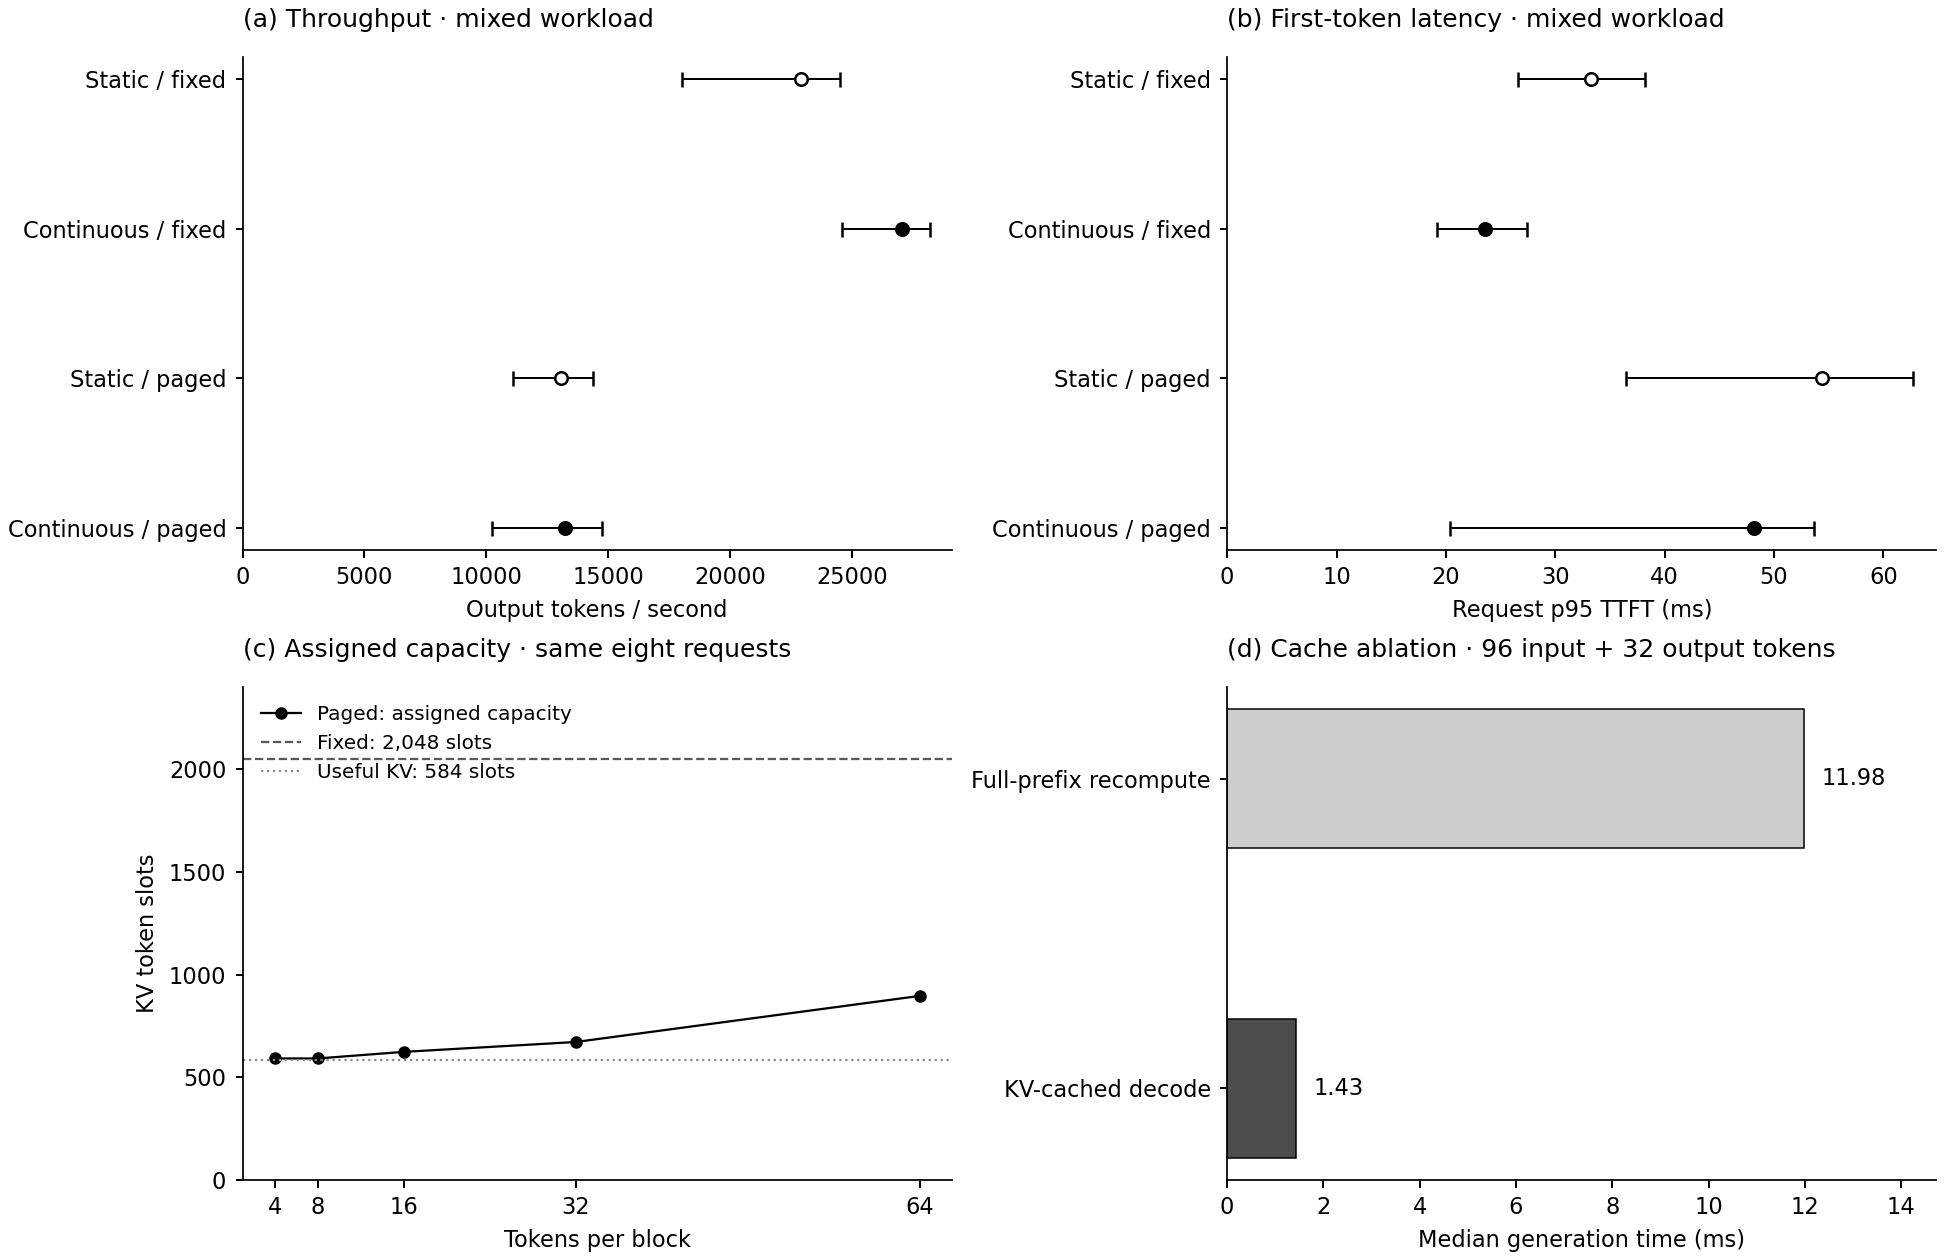 (a) Throughput · mixed workload
Static / fixed
Continuous / fixed
Static / paged
Continuous / paged
0 5000 10000 15000 20000 25000
Output tokens / second
(b) First-token latency · mixed workload
Static / fixed
Continuous / fixed
Static / paged
Continuous / paged
0 10 20 30 40 50 60
Request p95 TTFT (ms)
(c) Assigned capacity · same eight requests
Paged: assigned capacity
Fixed: 2,048 slots
Useful KV: 584 slots
KV token slots
2000
1500
1000
500
0
4 8 16 32 64
Tokens per block
(d) Cache ablation · 96 input + 32 output tokens
Full-prefix recompute 11.98
KV-cached decode 1.43
0 2 4 6 8 10 12 14
Median generation time (ms)